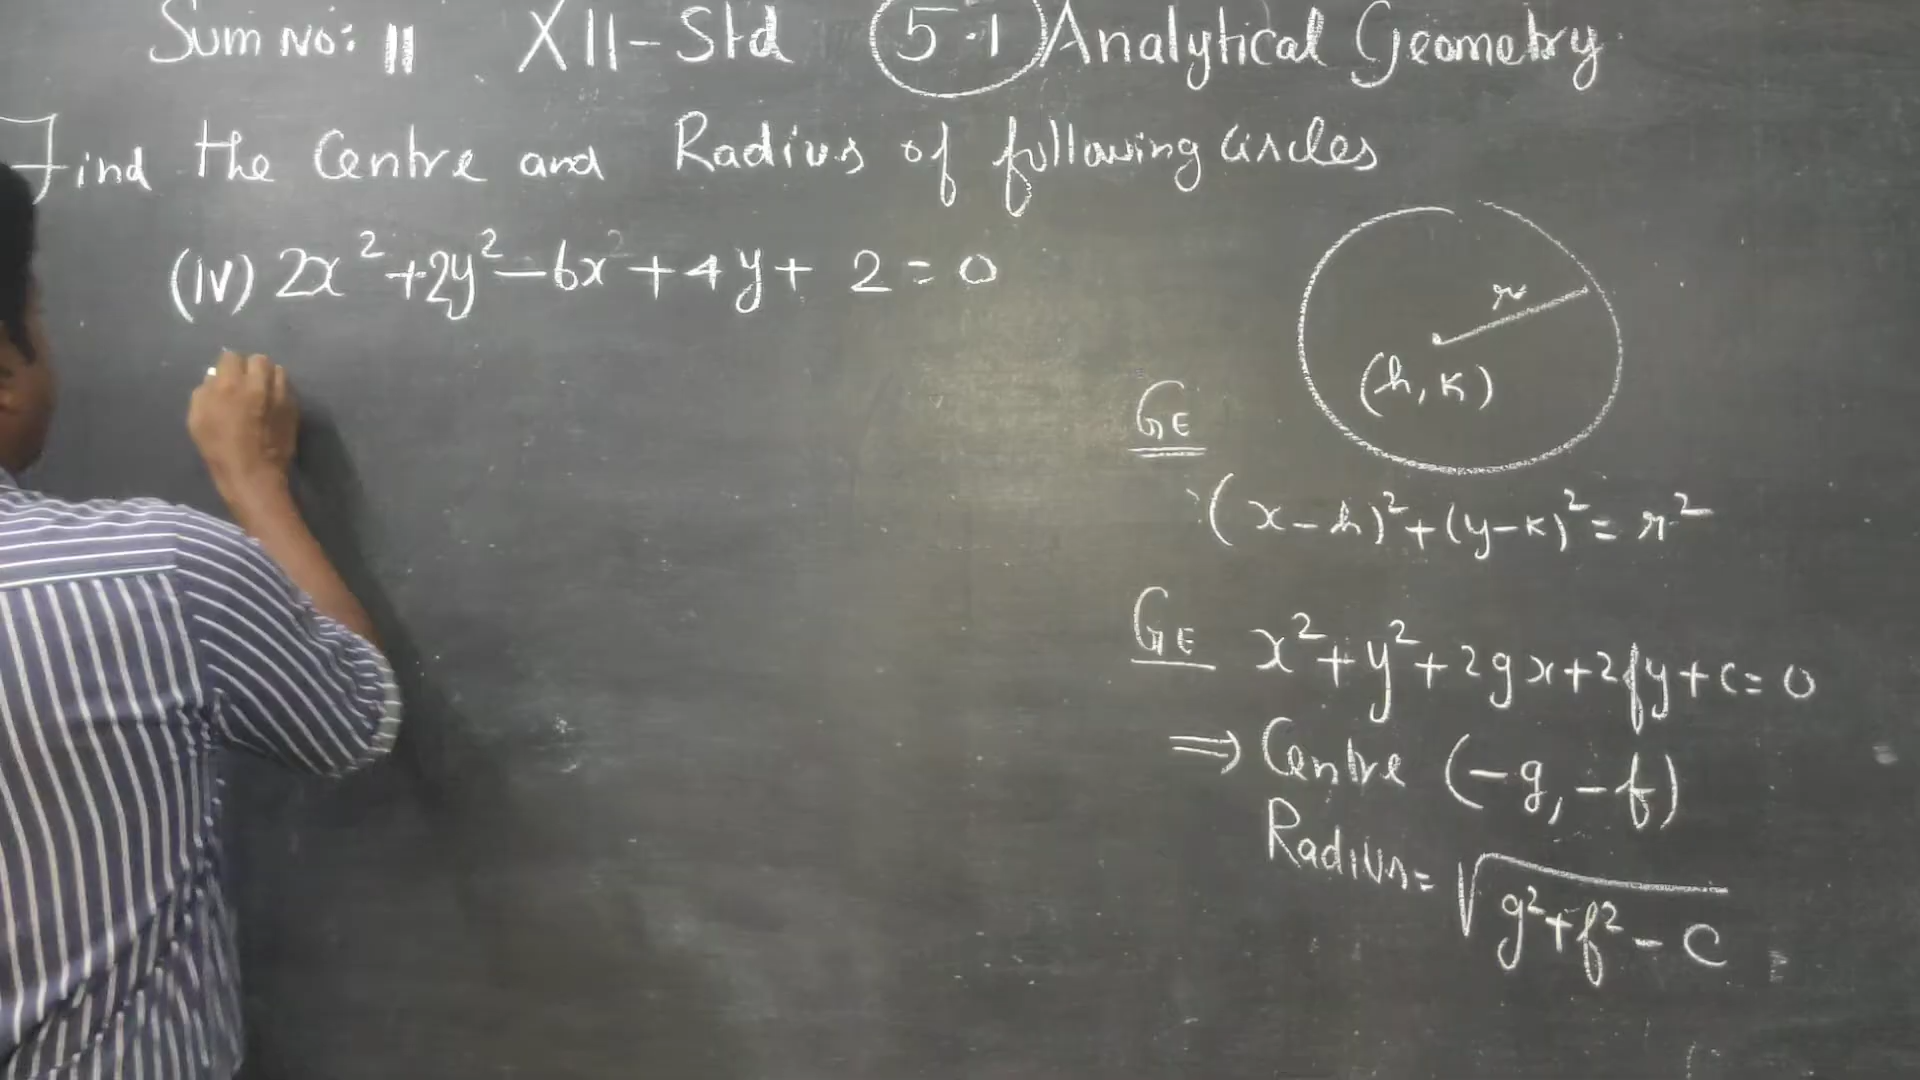 Sum No: 11 XII-Std 5.1 Analytical Geometry
Find the Centre and Radius of following circles
(iv) 2x² + 2y² - 6x + 4y + 2 = 0
r
(h, k)
GE
(x-h)² + (y-k)² = r²
GE x² + y² + 2gx + 2fy + c = 0
⇒ Centre (-g, -f)
Radius = √g² + f² - c